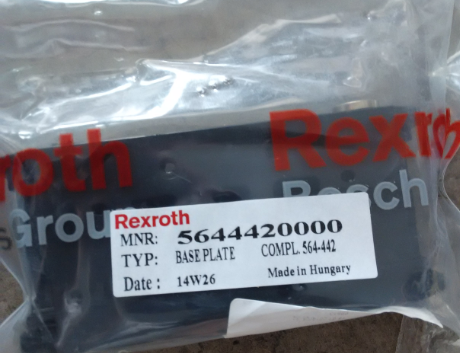 Rexroth
roth
Bosch
Group
Rexroth
MNR: 5644420000
TYP: BASE PLATE COMPL. 564-442
Date: 14W26 Made in Hungary